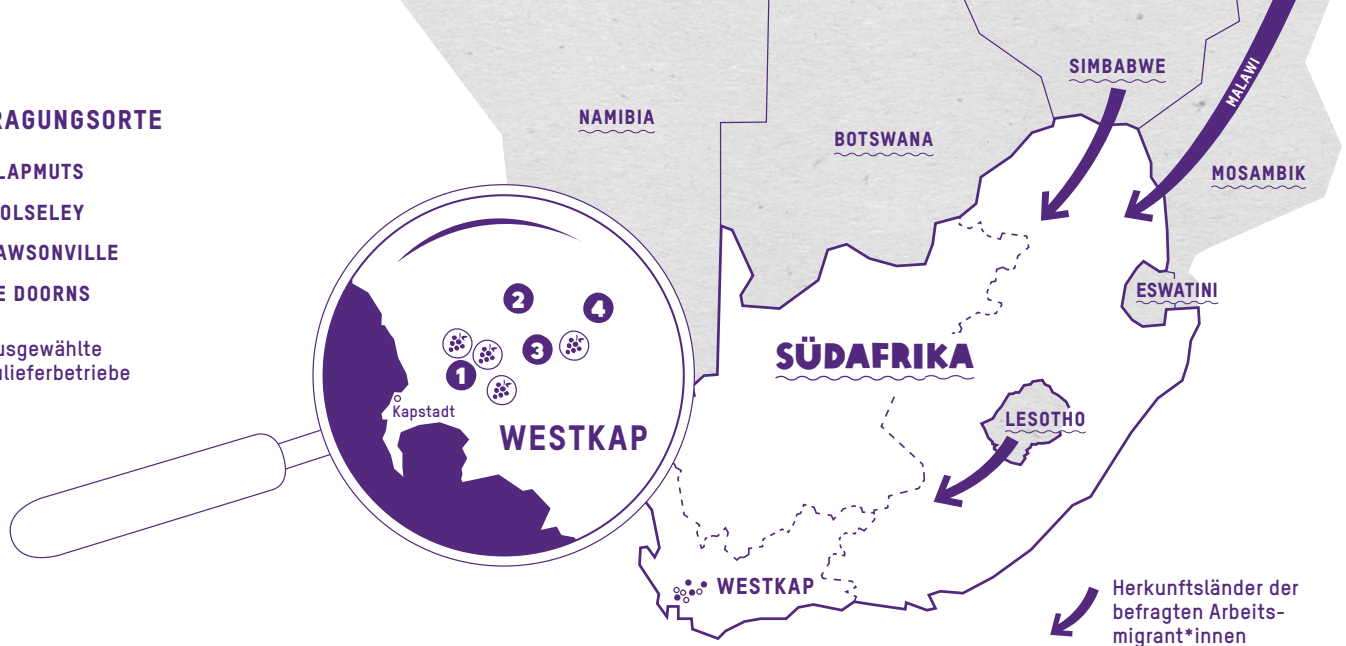 RAGUNGSORTE
LAPMUTS
OLSELEY
AWSONVILLE
E DOORNS
usgewählte
ulieferbetriebe
NAMIBIA
BOTSWANA
SIMBABWE
MALAWI
MOSAMBIK
ESWATINI
SÜDAFRIKA
LESOTHO
2
4
3
1
Kapstadt
WESTKAP
WESTKAP
Herkunftsländer der
befragten Arbeits-
migrant*innen